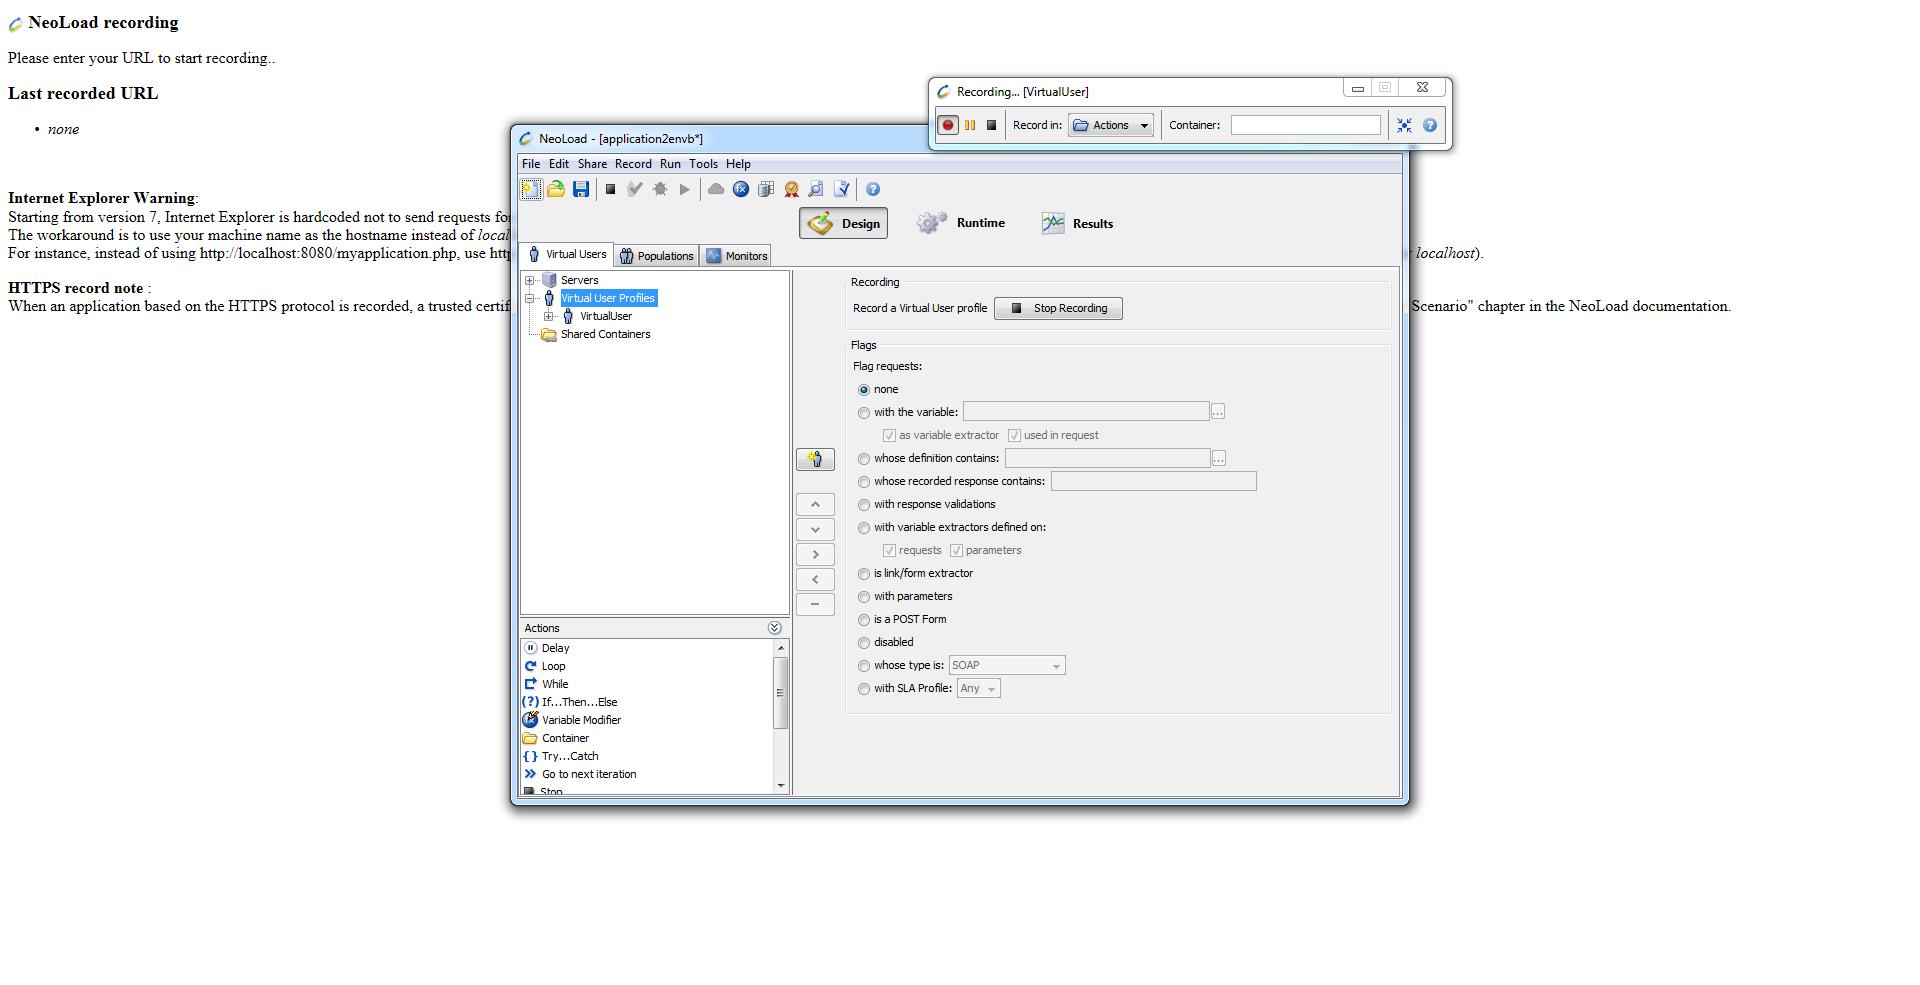 NeoLoad recording
Please enter your URL to start recording..
Last recorded URL
• none
Internet Explorer Warning:
Starting from version 7, Internet Explorer is hardcoded not to send requests fo
The workaround is to use your machine name as the hostname instead of local
For instance, instead of using http://localhost:8080/myapplication.php, use http
localhost).
HTTPS record note :
When an application based on the HTTPS protocol is recorded, a trusted certif
Scenario" chapter in the NeoLoad documentation.
Recording... [VirtualUser]
Record in: Actions Container:
NeoLoad - [application2envb*]
File Edit Share Record Run Tools Help
Design Runtime Results
Virtual Users Populations Monitors
Servers
Virtual User Profiles
VirtualUser
Shared Containers
Recording
Record a Virtual User profile Stop Recording
Flags
Flag requests:
none
with the variable: ...
as variable extractor used in request
whose definition contains: ...
whose recorded response contains:
with response validations
with variable extractors defined on:
requests parameters
is link/form extractor
with parameters
is a POST Form
disabled
whose type is: SOAP
with SLA Profile: Any
Actions
Delay
Loop
While
If...Then...Else
Variable Modifier
Container
Try...Catch
Go to next iteration
Stop